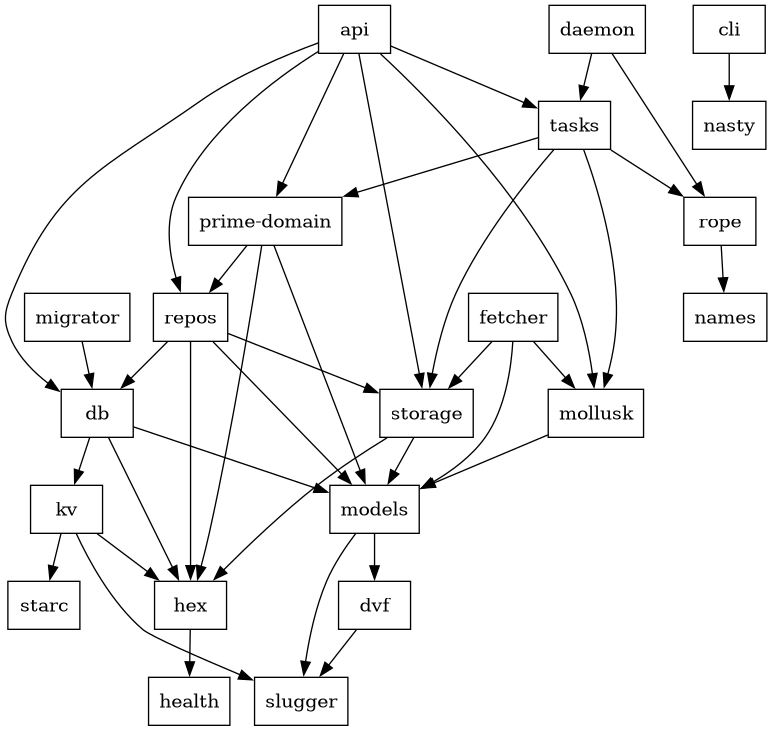 api
daemon
cli
tasks
nasty
prime-domain
rope
migrator
repos
fetcher
names
db
storage
mollusk
kv
models
starc
hex
dvf
health
slugger